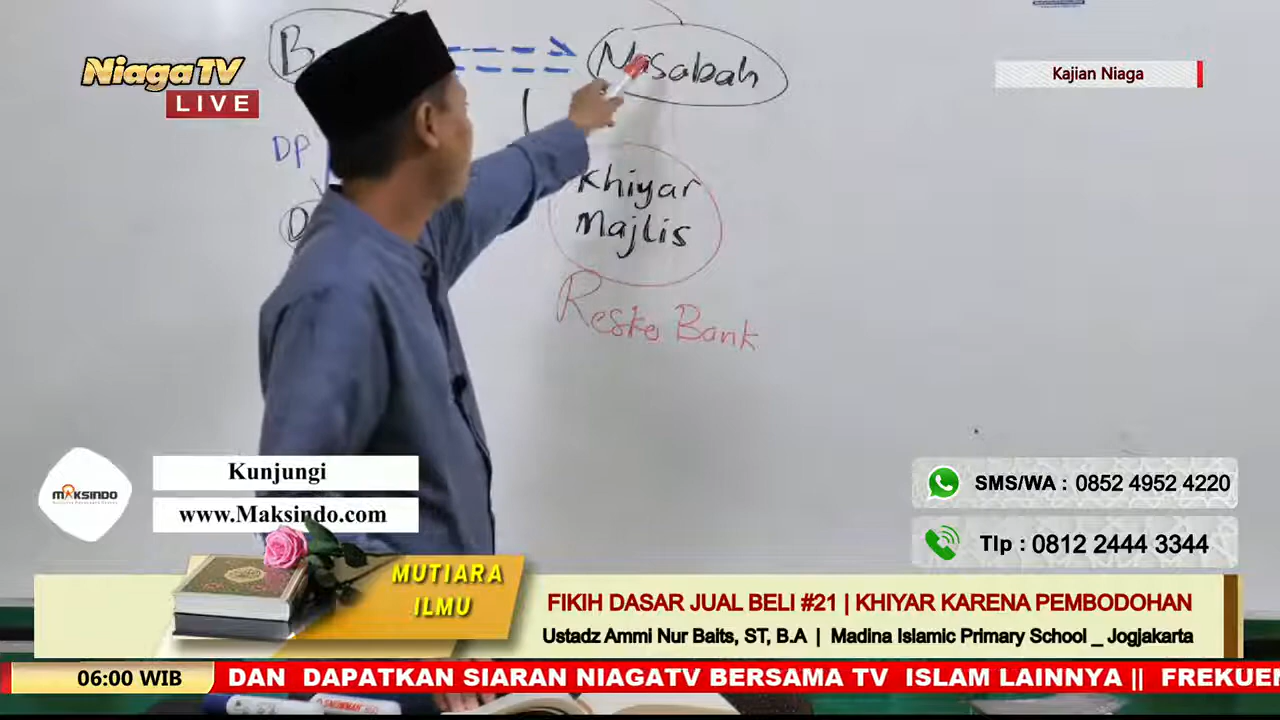 B
Nasabah
NiagaTV
LIVE
Kajian Niaga
DP
D
Khiyar
Majlis
Resko Bank
MAKSINDO
Kunjungi
www.Maksindo.com
SMS/WA : 0852 4952 4220
Tlp : 0812 2444 3344
MUTIARA
ILMU
FIKIH DASAR JUAL BELI #21 | KHIYAR KARENA PEMBODOHAN
Ustadz Ammi Nur Baits, ST, B.A | Madina Islamic Primary School _ Jogjakarta
06:00 WIB
DAN DAPATKAN SIARAN NIAGATV BERSAMA TV ISLAM LAINNYA || FREKUEN
SNOWMAN